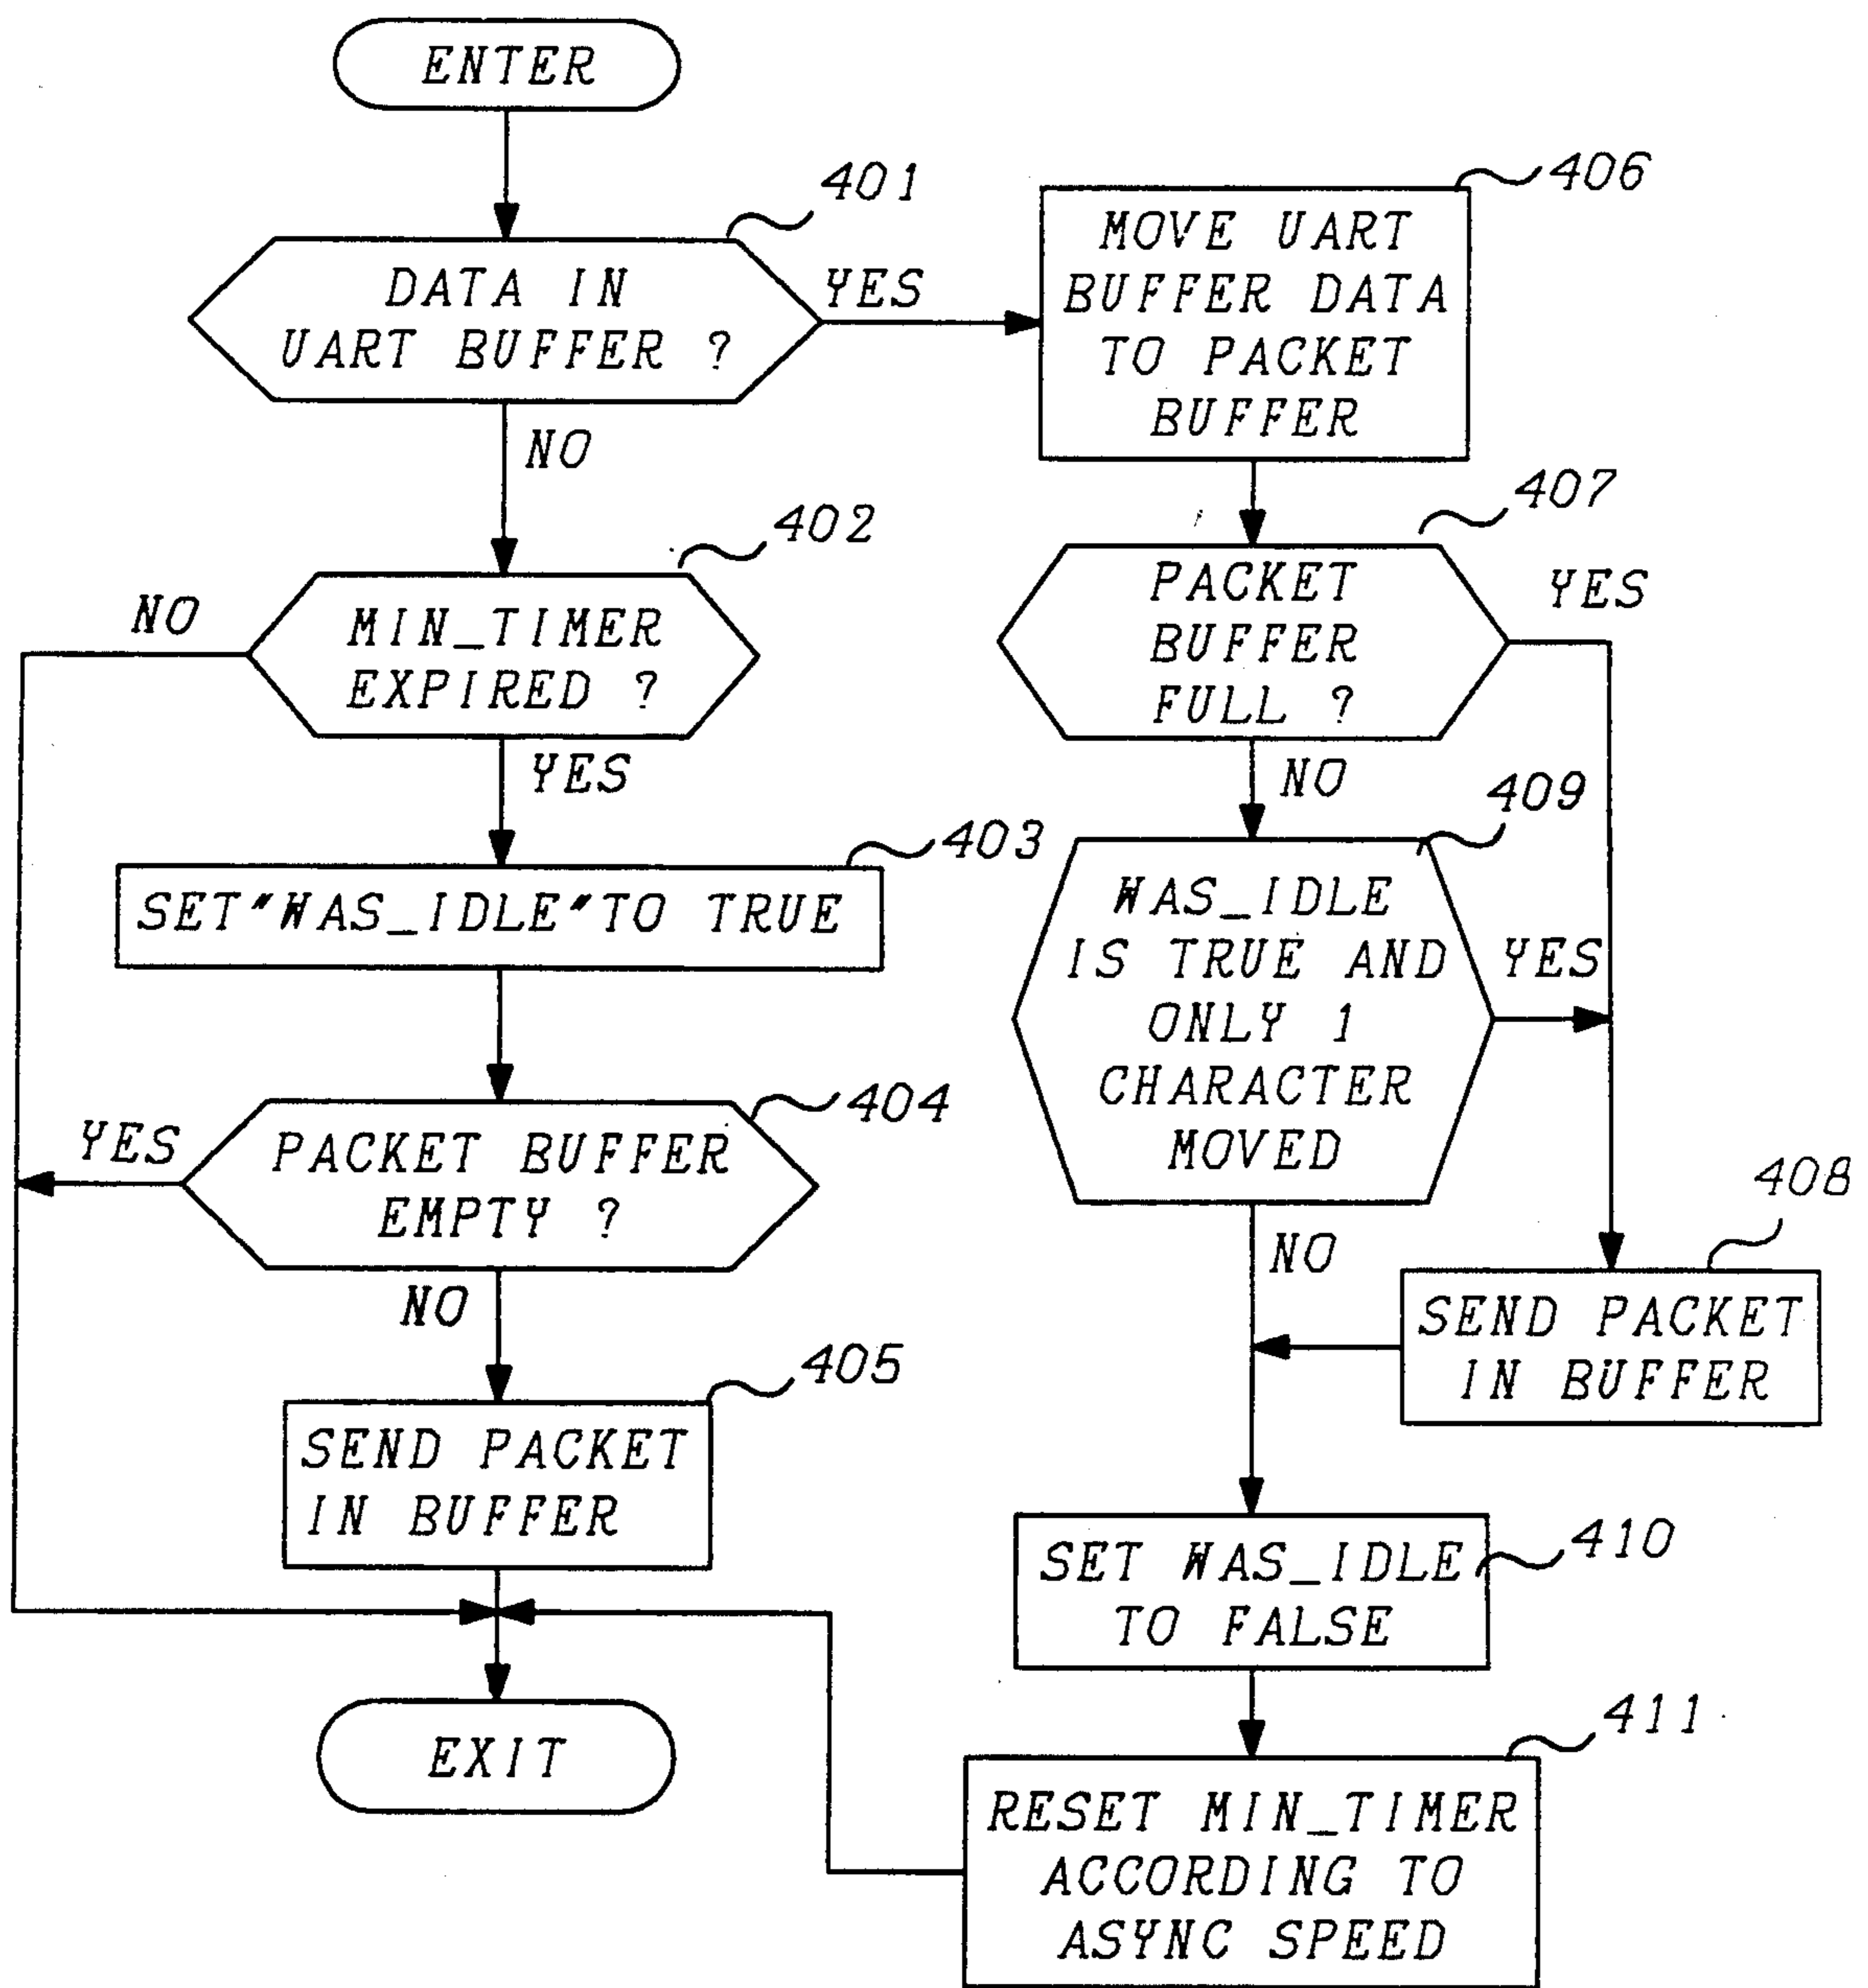 ENTER
401
DATA IN
UART BUFFER ?
YES
NO
402
MIN_TIMER
EXPIRED ?
NO
YES
403
SET"WAS_IDLE"TO TRUE
404
PACKET BUFFER
EMPTY ?
YES
NO
405
SEND PACKET
IN BUFFER
EXIT
406
MOVE UART
BUFFER DATA
TO PACKET
BUFFER
407
PACKET
BUFFER
FULL ?
YES
NO
409
WAS_IDLE
IS TRUE AND
ONLY 1
CHARACTER
MOVED
YES
NO
408
SEND PACKET
IN BUFFER
410
SET WAS_IDLE
TO FALSE
411
RESET MIN_TIMER
ACCORDING TO
ASYNC SPEED